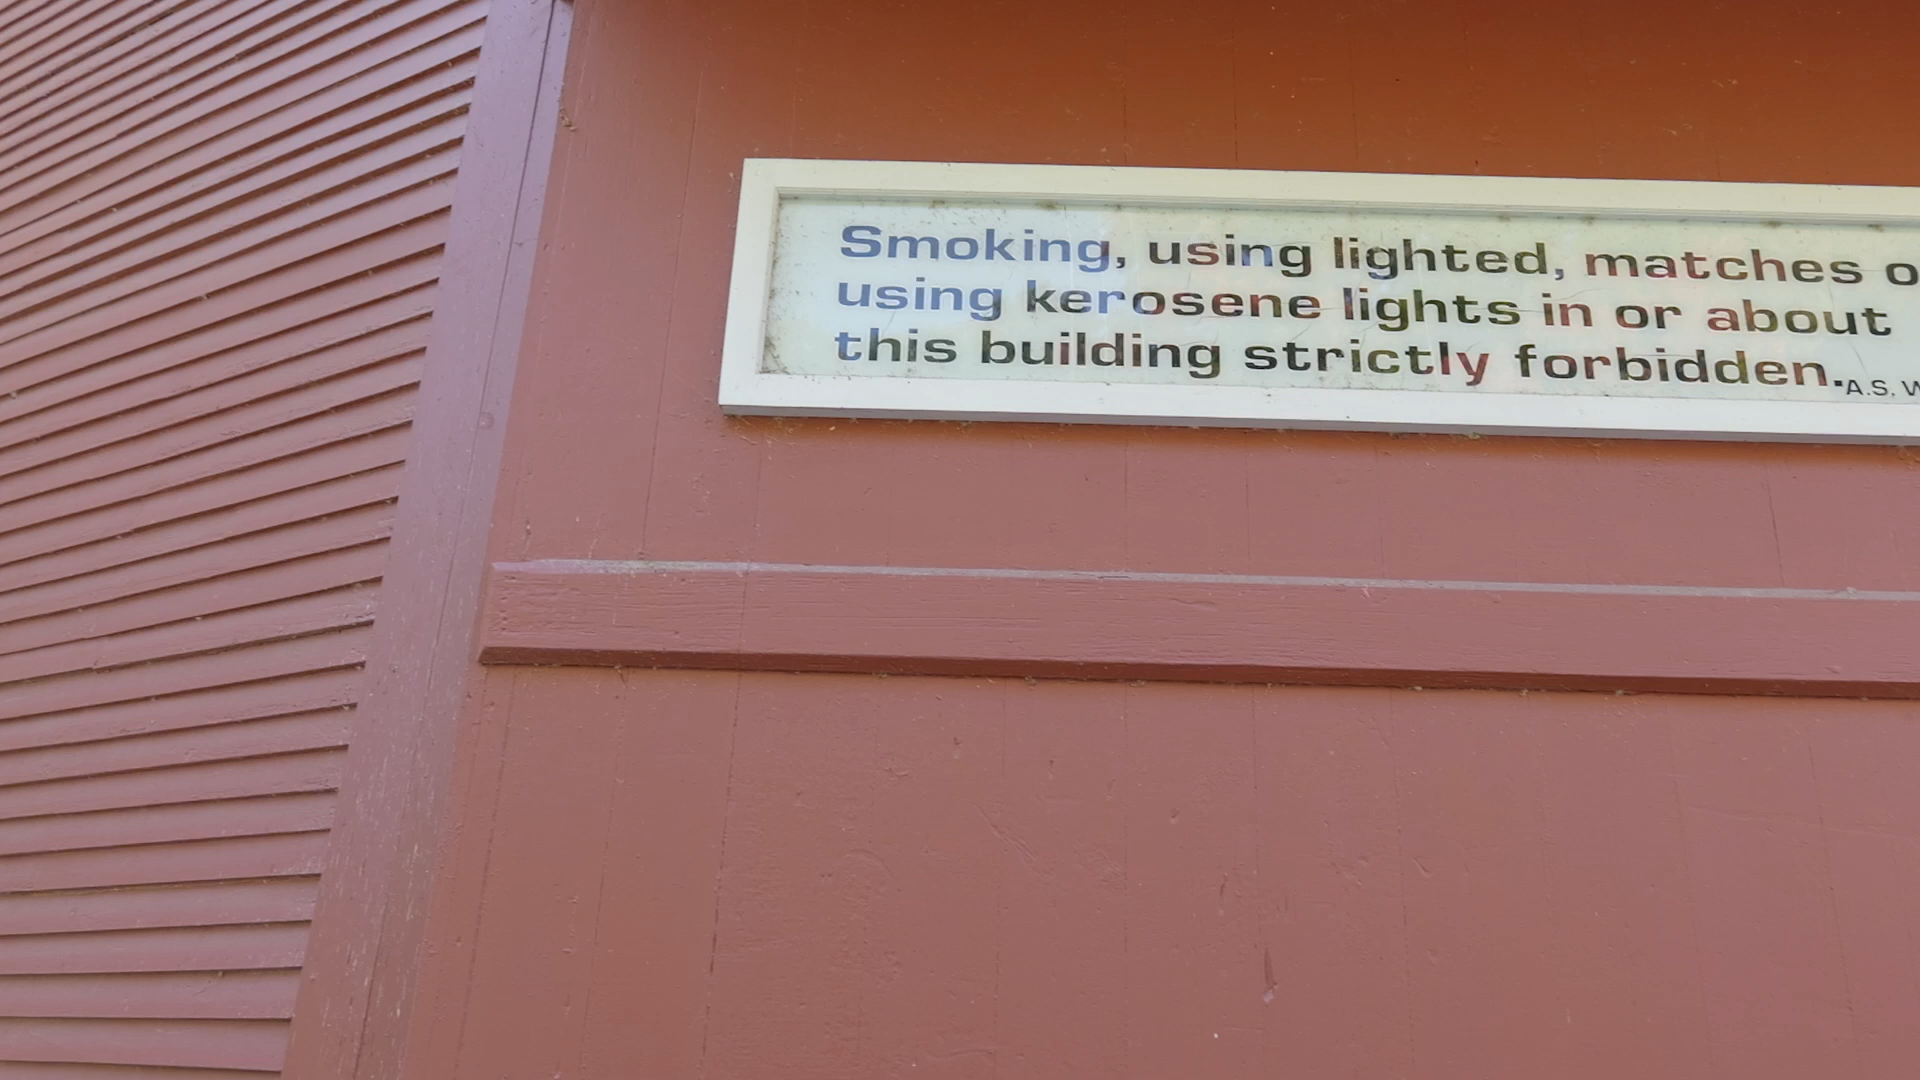 Smoking, using lighted, matches o
using kerosene lights in or about
this building strictly forbidden.
A.S. W